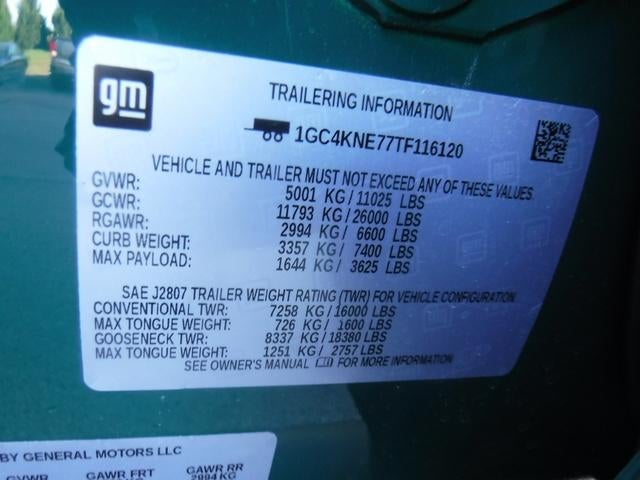 gm
TRAILERING INFORMATION
1GC4KNE77TF116120
VEHICLE AND TRAILER MUST NOT EXCEED ANY OF THESE VALUES.
GVWR: 5001 KG / 11025 LBS
GCWR: 11793 KG / 26000 LBS
RGAWR: 2994 KG / 6600 LBS
CURB WEIGHT: 3357 KG / 7400 LBS
MAX PAYLOAD: 1644 KG / 3625 LBS
SAE J2807 TRAILER WEIGHT RATING (TWR) FOR VEHICLE CONFIGURATION.
CONVENTIONAL TWR: 7258 KG / 16000 LBS
MAX TONGUE WEIGHT: 726 KG / 1600 LBS
GOOSENECK TWR: 8337 KG / 18380 LBS
MAX TONGUE WEIGHT: 1251 KG / 2757 LBS
SEE OWNER'S MANUAL FOR MORE INFORMATION
BY GENERAL MOTORS LLC
GVWR GAWR FRT GAWR RR
2994 KG